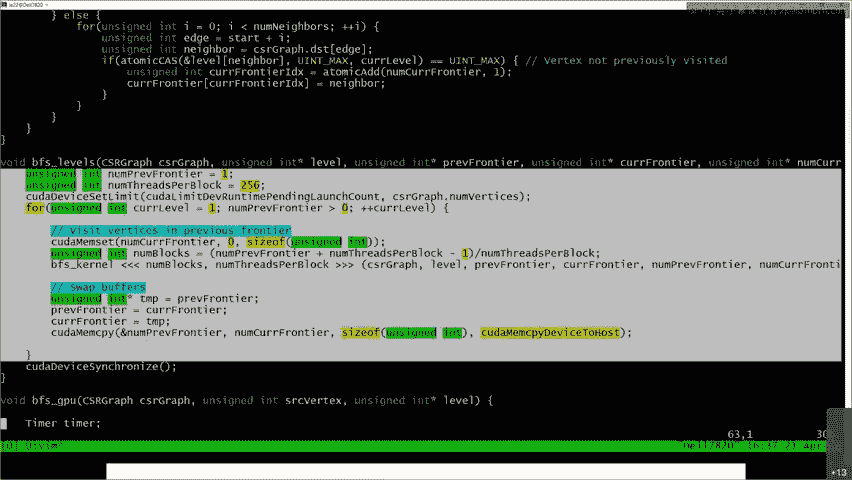 } else {
for(unsigned int i = 0; i < numNeighbors; ++i) {
unsigned int edge = start + i;
unsigned int neighbor = csrGraph.dst[edge];
if(atomicCAS(&level[neighbor], UINT_MAX, currLevel) == UINT_MAX) { // Vertex not previously visited
unsigned int currFrontierIdx = atomicAdd(numCurrFrontier, 1);
currFrontier[currFrontierIdx] = neighbor;
}
}
}
}
}
void bfs_levels(CSRGraph csrGraph, unsigned int* level, unsigned int* prevFrontier, unsigned int* currFrontier, unsigned int* numCurr
unsigned int numPrevFrontier = 1;
unsigned int numThreadsPerBlock = 256;
cudaDeviceSetLimit(cudaLimitDevRuntimePendingLaunchCount, csrGraph.numVertices);
for(unsigned int currLevel = 1; numPrevFrontier > 0; ++currLevel) {
// Visit vertices in previous frontier
cudaMemset(numCurrFrontier, 0, sizeof(unsigned int));
unsigned int numBlocks = (numPrevFrontier + numThreadsPerBlock - 1)/numThreadsPerBlock;
bfs_kernel <<< numBlocks, numThreadsPerBlock >>> (csrGraph, level, prevFrontier, currFrontier, numPrevFrontier, numCurrFronti
// Swap buffers
unsigned int* tmp = prevFrontier;
prevFrontier = currFrontier;
currFrontier = tmp;
cudaMemcpy(&numPrevFrontier, numCurrFrontier, sizeof(unsigned int), cudaMemcpyDeviceToHost);
}
cudaDeviceSynchronize();
}
void bfs_gpu(CSRGraph csrGraph, unsigned int srcVertex, unsigned int* level) {
Timer timer;
63,1
+13